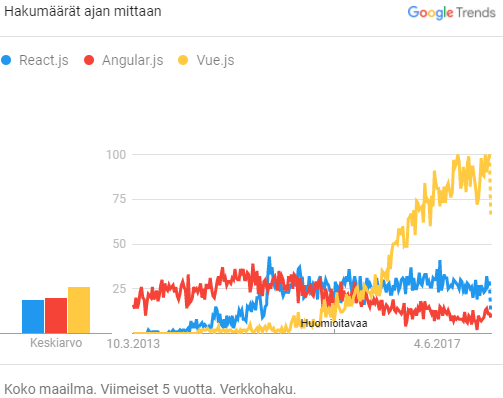 Hakumäärät ajan mittaan
Google Trends
React.js
Angular.js
Vue.js
100
75
50
25
Huomioitavaa
Keskiarvo
10.3.2013
4.6.2017
Koko maailma. Viimeiset 5 vuotta. Verkkohaku.